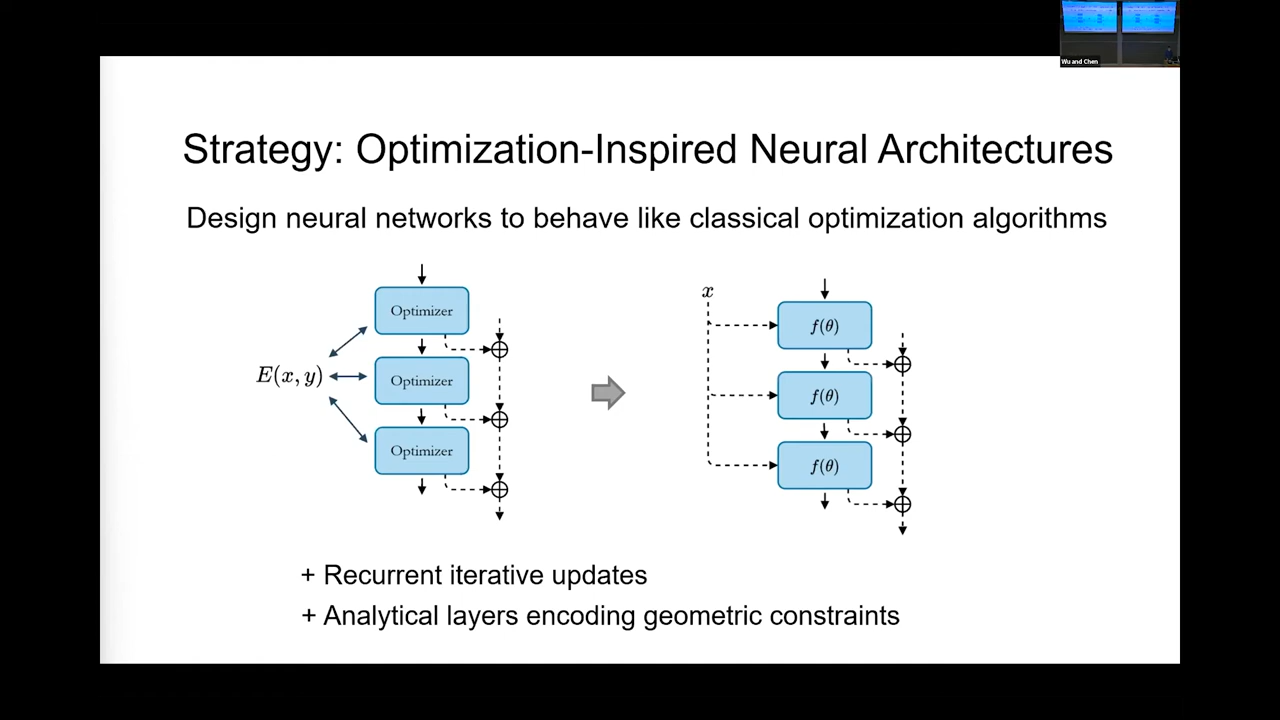 Wu and Chen
Strategy: Optimization-Inspired Neural Architectures
Design neural networks to behave like classical optimization algorithms
Optimizer
E(x, y)
Optimizer
Optimizer
x
f(θ)
f(θ)
f(θ)
+ Recurrent iterative updates
+ Analytical layers encoding geometric constraints